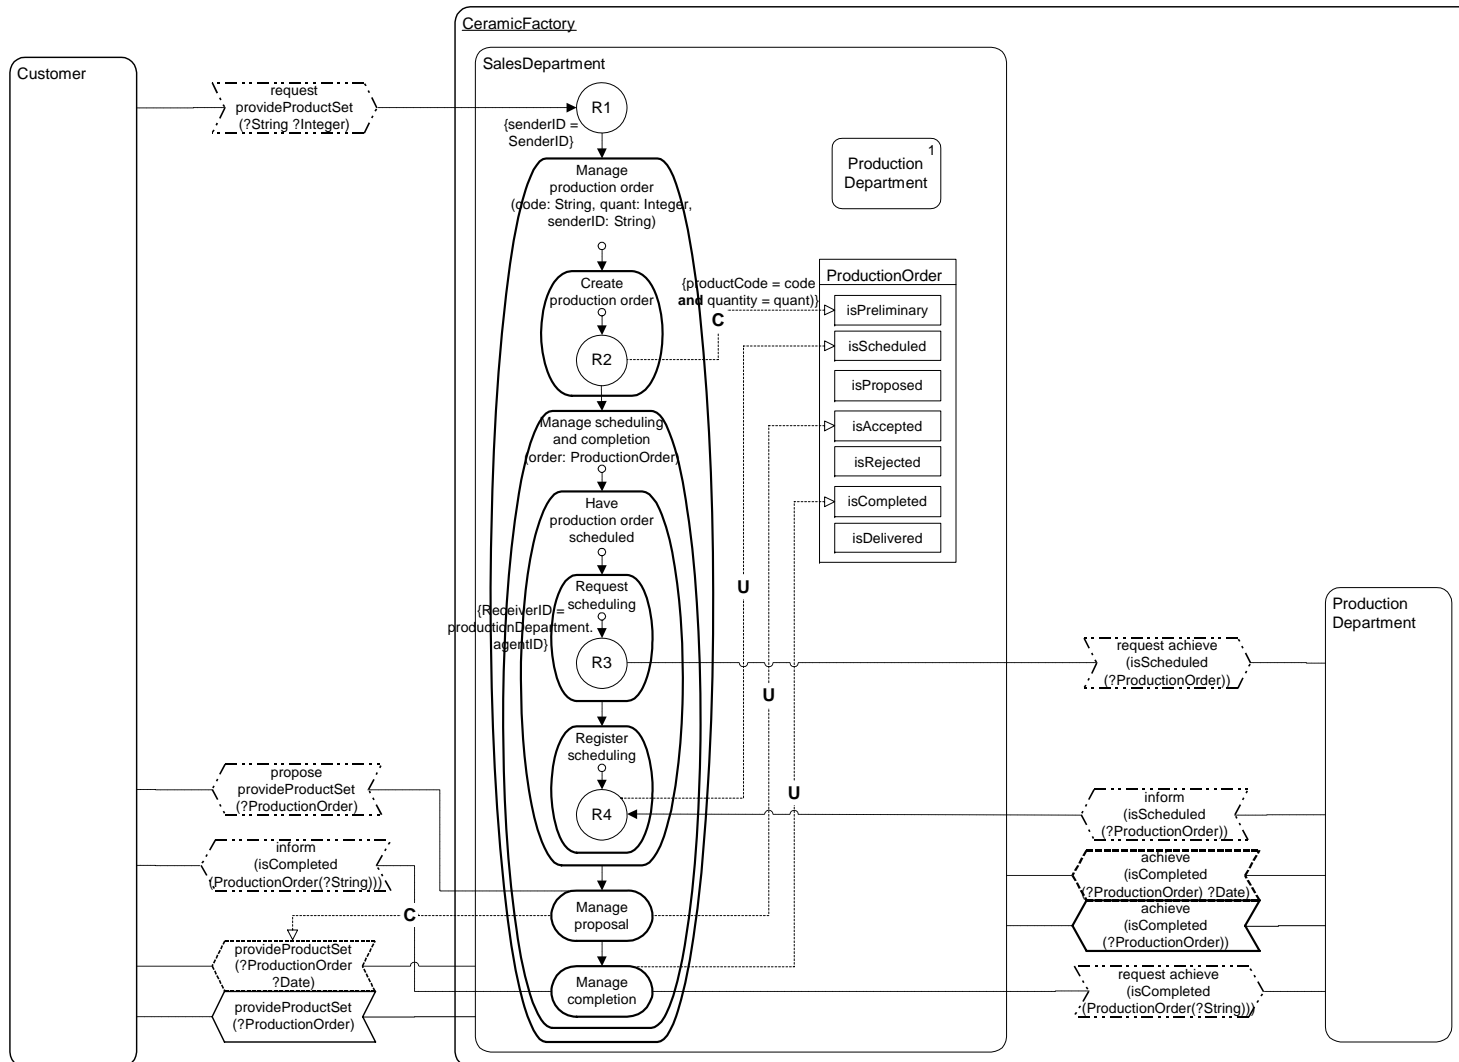 CeramicFactory
Customer
SalesDepartment
request
provideProductSet
(?String ?Integer)
R1
{senderID =
SenderID}
1
Production
Department
Manage
production order
(code: String, quant: Integer,
senderID: String)
ProductionOrder
{productCode = code
and quantity = quant)}
C
Create
production order
R2
isPreliminary
isScheduled
isProposed
isAccepted
isRejected
isCompleted
isDelivered
Manage scheduling
and completion
(order: ProductionOrder)
Have
production order
scheduled
U
U
U
Request
scheduling
{ReceiverID =
productionDepartment.
agentID}
R3
Production
Department
request achieve
(isScheduled
(?ProductionOrder))
Register
scheduling
R4
propose
provideProductSet
(?ProductionOrder)
inform
(isScheduled
(?ProductionOrder))
inform
(isCompleted
(ProductionOrder(?String)))
achieve
(isCompleted
(?ProductionOrder) ?Date)
Manage
proposal
C
achieve
(isCompleted
(?ProductionOrder))
provideProductSet
(?ProductionOrder
?Date)
Manage
completion
request achieve
(isCompleted
(ProductionOrder(?String)))
provideProductSet
(?ProductionOrder)